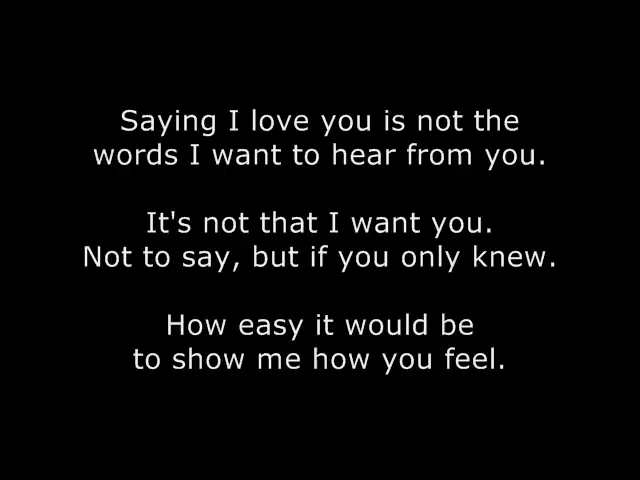 Saying I love you is not the
words I want to hear from you.
It's not that I want you.
Not to say, but if you only knew.
How easy it would be
to show me how you feel.